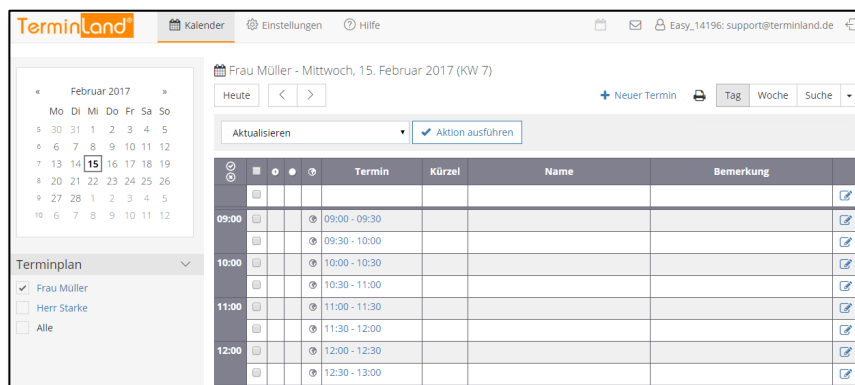 Terminland®
Kalender
Einstellungen
Hilfe
Easy_14196: support@terminland.de
« Februar 2017 »
Mo Di Mi Do Fr Sa So
5 30 31 1 2 3 4 5
6 6 7 8 9 10 11 12
7 13 14 15 16 17 18 19
8 20 21 22 23 24 25 26
9 27 28 1 2 3 4 5
10 6 7 8 9 10 11 12
Terminplan
Frau Müller
Herr Starke
Alle
Frau Müller - Mittwoch, 15. Februar 2017 (KW 7)
Heute < >
+ Neuer Termin Tag Woche Suche
Aktualisieren Aktion ausführen
Termin Kürzel Name Bemerkung
09:00 09:00 - 09:30
09:30 - 10:00
10:00 10:00 - 10:30
10:30 - 11:00
11:00 11:00 - 11:30
11:30 - 12:00
12:00 12:00 - 12:30
12:30 - 13:00